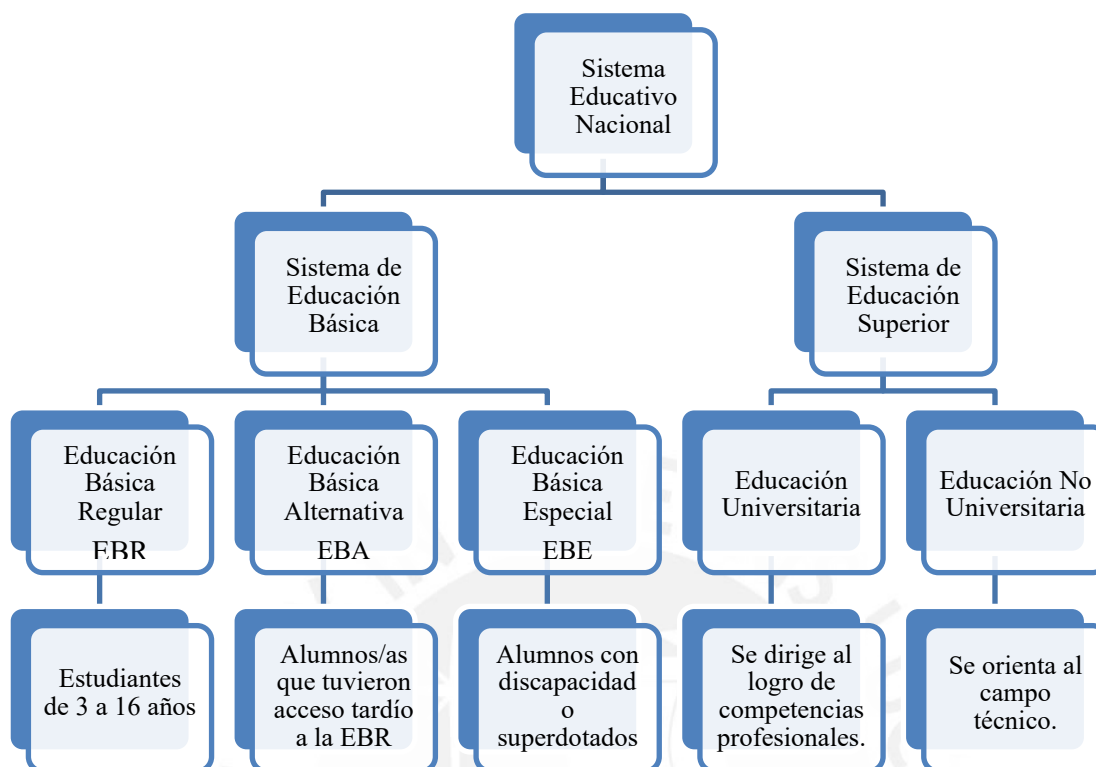 Sistema
Educativo
Nacional
Sistema de
Educación
Básica
Sistema de
Educación
Superior
Educación
Básica
Regular
EBR
Educación
Básica
Alternativa
EBA
Educación
Básica
Especial
EBE
Educación
Universitaria
Educación No
Universitaria
Estudiantes
de 3 a 16 años
Alumnos/as
que tuvieron
acceso tardío
a la EBR
Alumnos con
discapacidad
o
superdotados
Se dirige al
logro de
competencias
profesionales.
Se orienta al
campo
técnico.